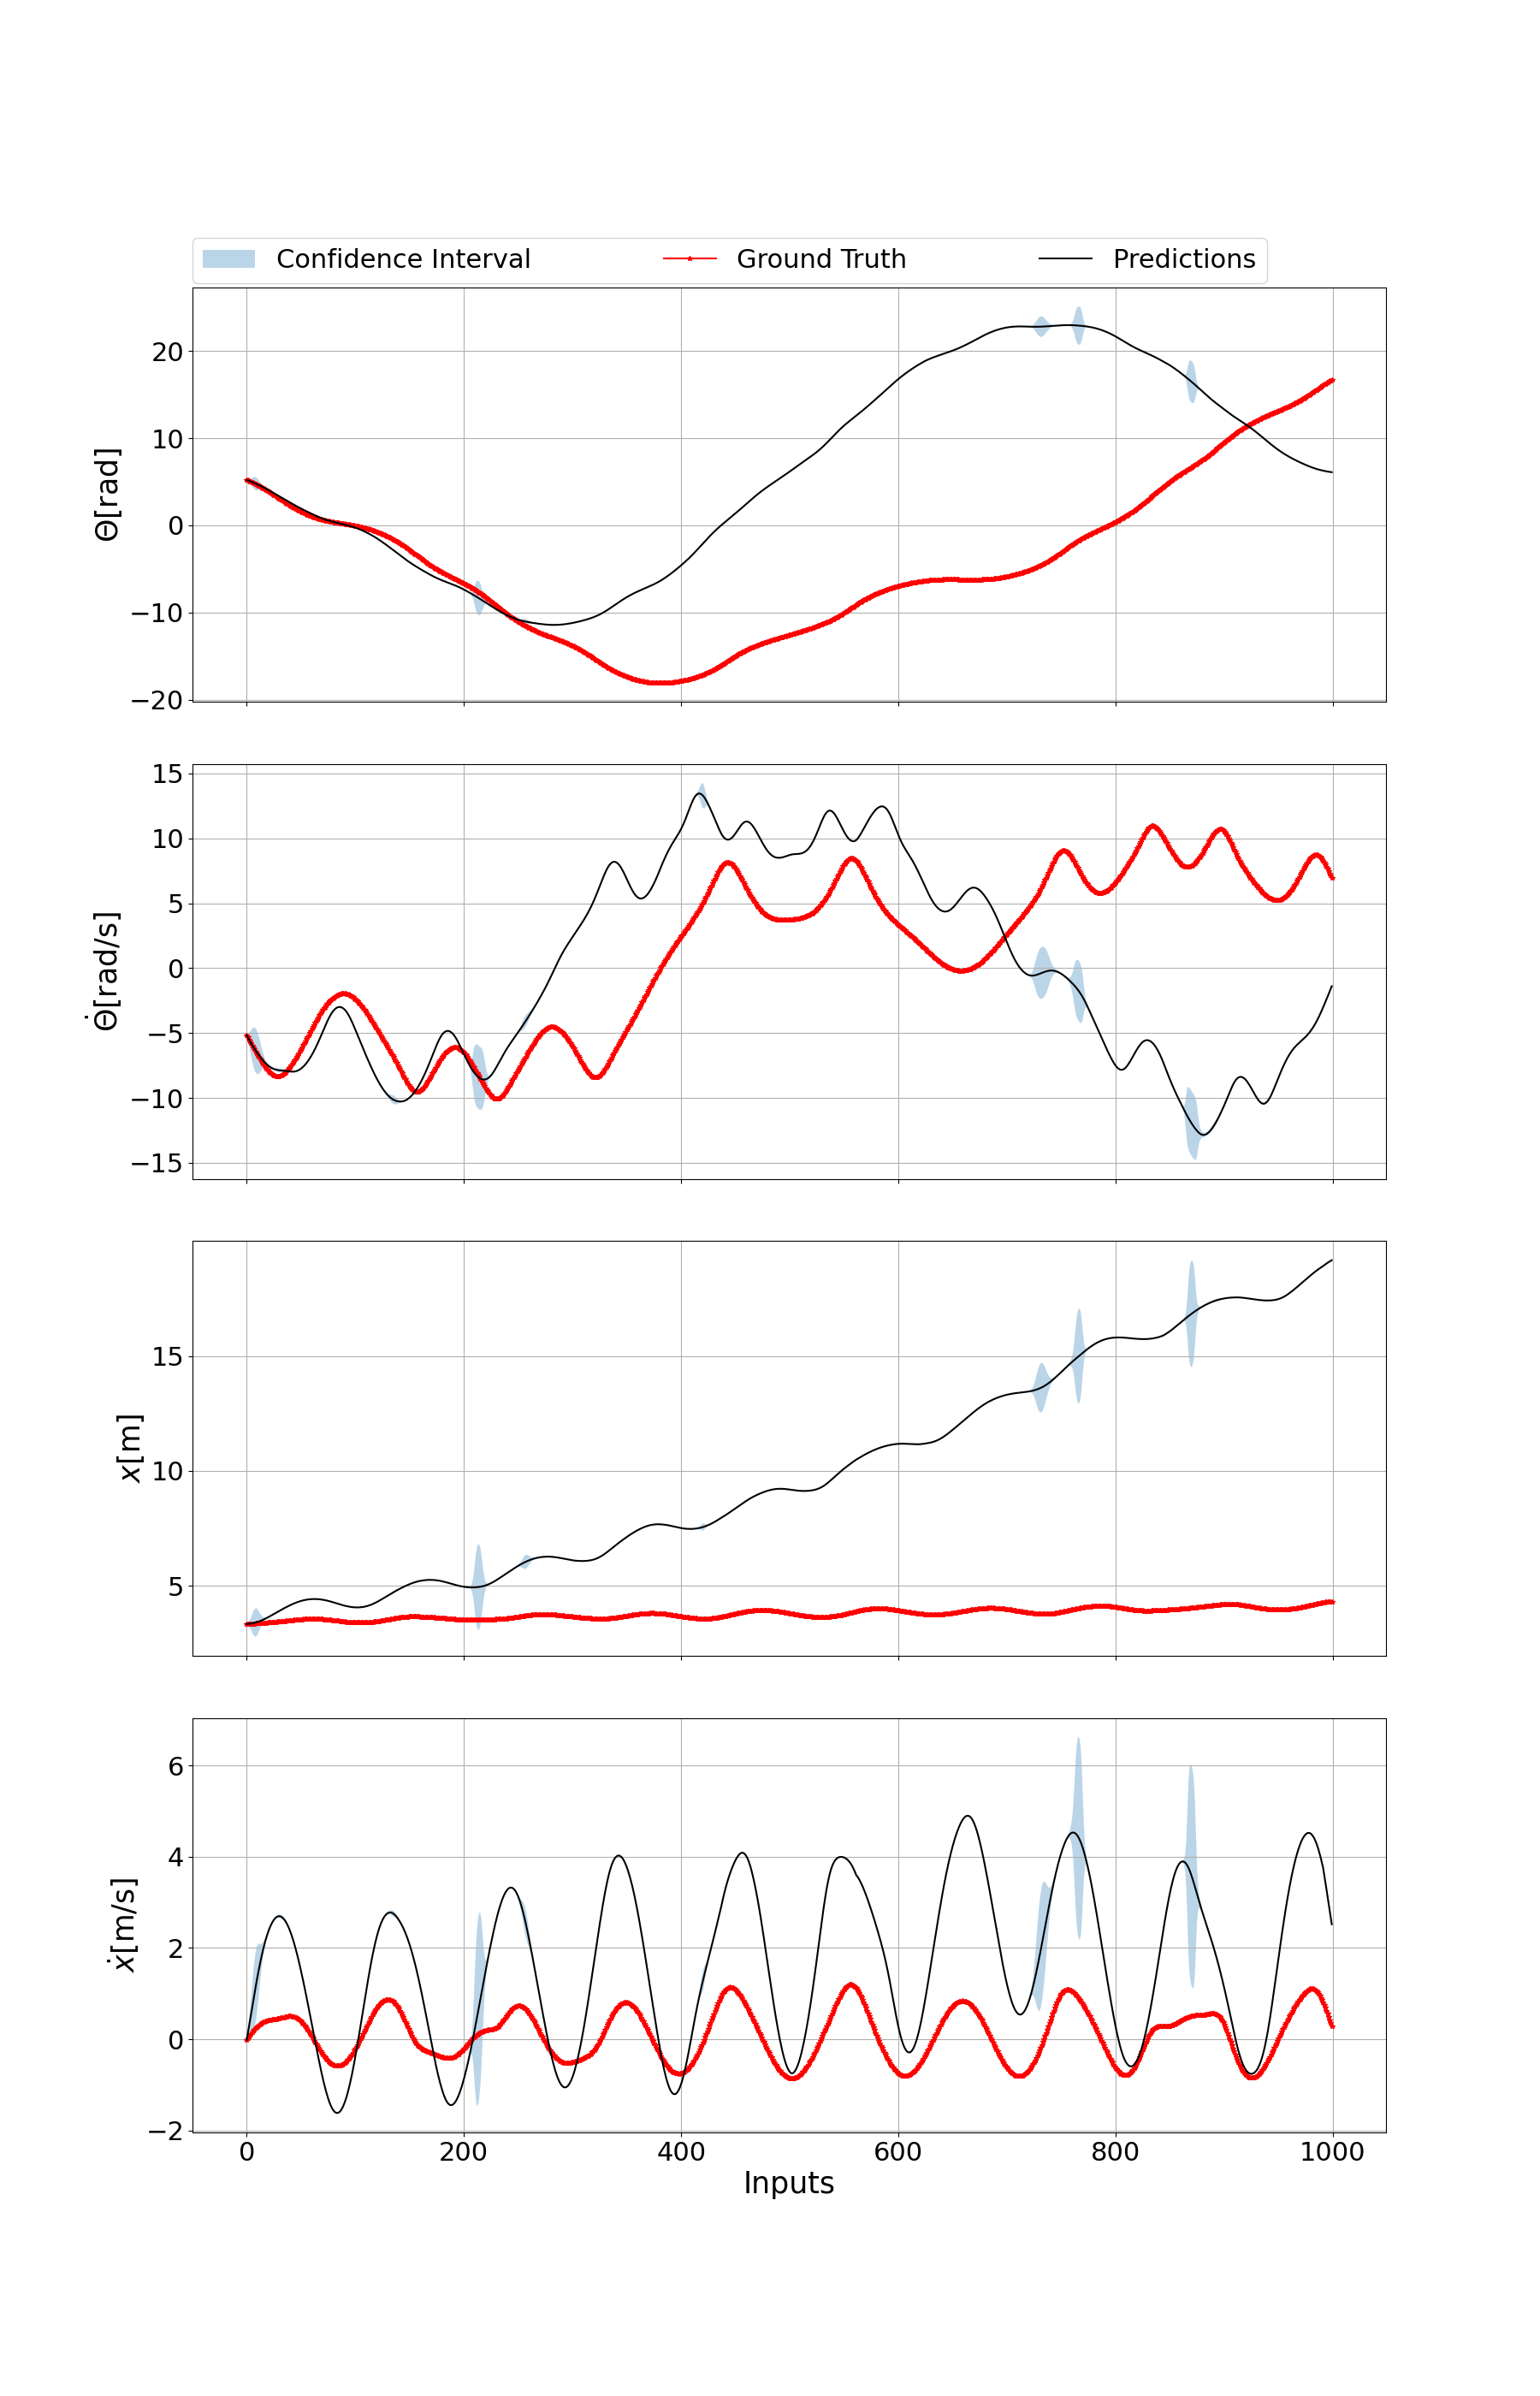 Confidence Interval Ground Truth Predictions
20
10
0
−10
−20
Θ[rad]
15
10
5
0
−5
−10
−15
Θ̇[rad/s]
15
10
5
x[m]
6
4
2
0
−2
ẋ[m/s]
0 200 400 600 800 1000
Inputs